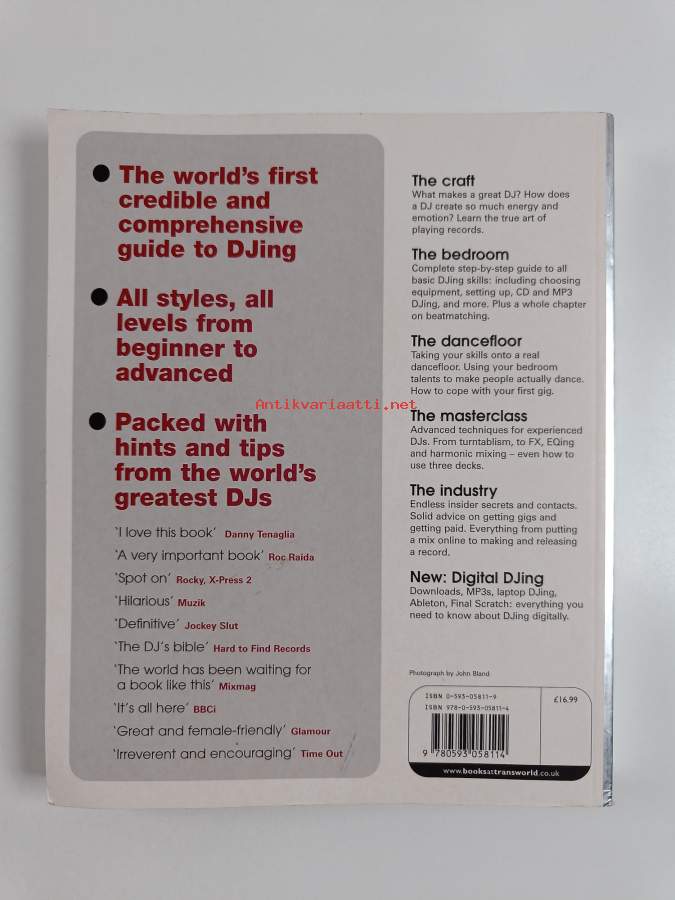 ● The world's first
credible and
comprehensive
guide to DJing
● All styles, all
levels from
beginner to
advanced
● Packed with
hints and tips
from the world's
greatest DJs
'I love this book' Danny Tenaglia
'A very important book' Roc Raida
'Spot on' Rocky, X-Press 2
'Hilarious' Muzik
'Definitive' Jockey Slut
'The DJ's bible' Hard to Find Records
'The world has been waiting for
a book like this' Mixmag
'It's all here' BBCi
'Great and female-friendly' Glamour
'Irreverent and encouraging' Time Out
The craft
What makes a great DJ? How does
a DJ create so much energy and
emotion? Learn the true art of
playing records.
The bedroom
Complete step-by-step guide to all
basic DJing skills: including choosing
equipment, setting up, CD and MP3
DJing, and more. Plus a whole chapter
on beatmatching.
The dancefloor
Taking your skills onto a real
dancefloor. Using your bedroom
talents to make people actually dance.
How to cope with your first gig.
The masterclass
Advanced techniques for experienced
DJs. From turntablism, to FX, EQing
and harmonic mixing – even how to
use three decks.
The industry
Endless insider secrets and contacts.
Solid advice on getting gigs and
getting paid. Everything from putting
a mix online to making and releasing
a record.
New: Digital DJing
Downloads, MP3s, laptop DJing,
Ableton, Final Scratch: everything you
need to know about DJing digitally.
Photograph by John Bland
ISBN 0-593-05811-9
ISBN 978-0-593-05811-4
£16.99
9 780593 058114
www.booksattransworld.co.uk
Antikvariaatti.net